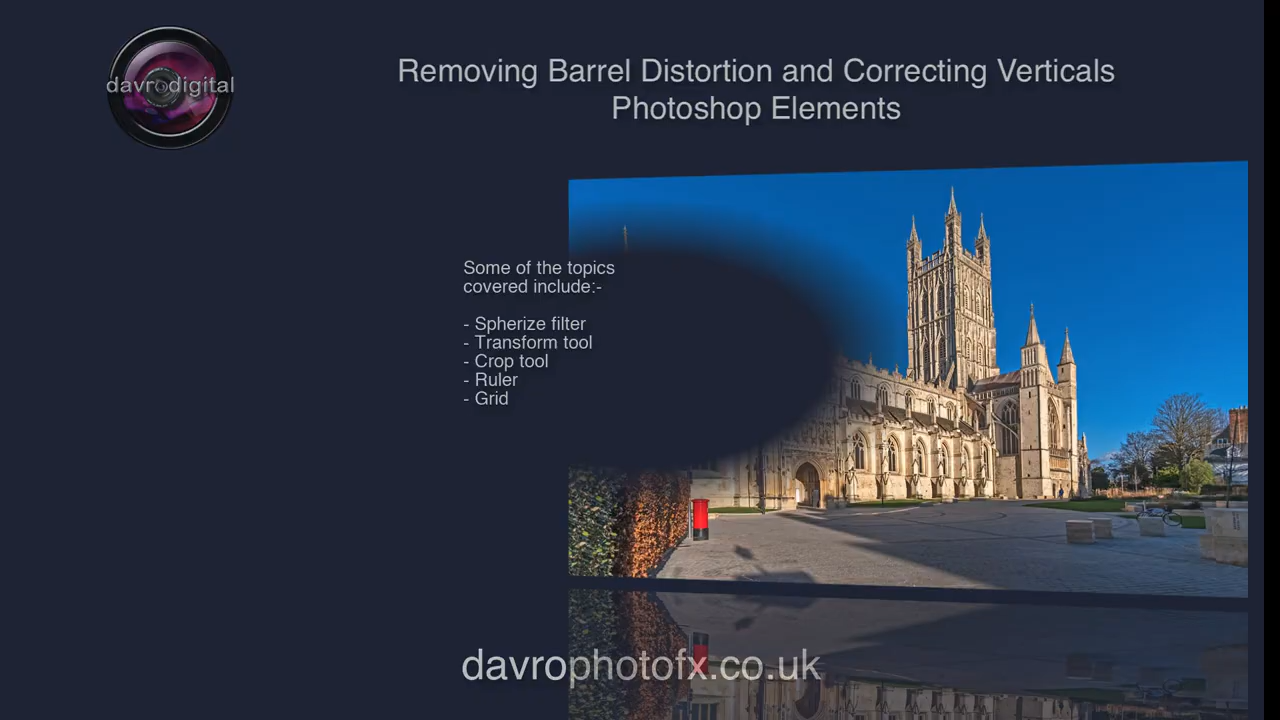 davrodigital
Removing Barrel Distortion and Correcting Verticals
Photoshop Elements
Some of the topics
covered include:-
- Spherize filter
- Transform tool
- Crop tool
- Ruler
- Grid
davrophotofx.co.uk